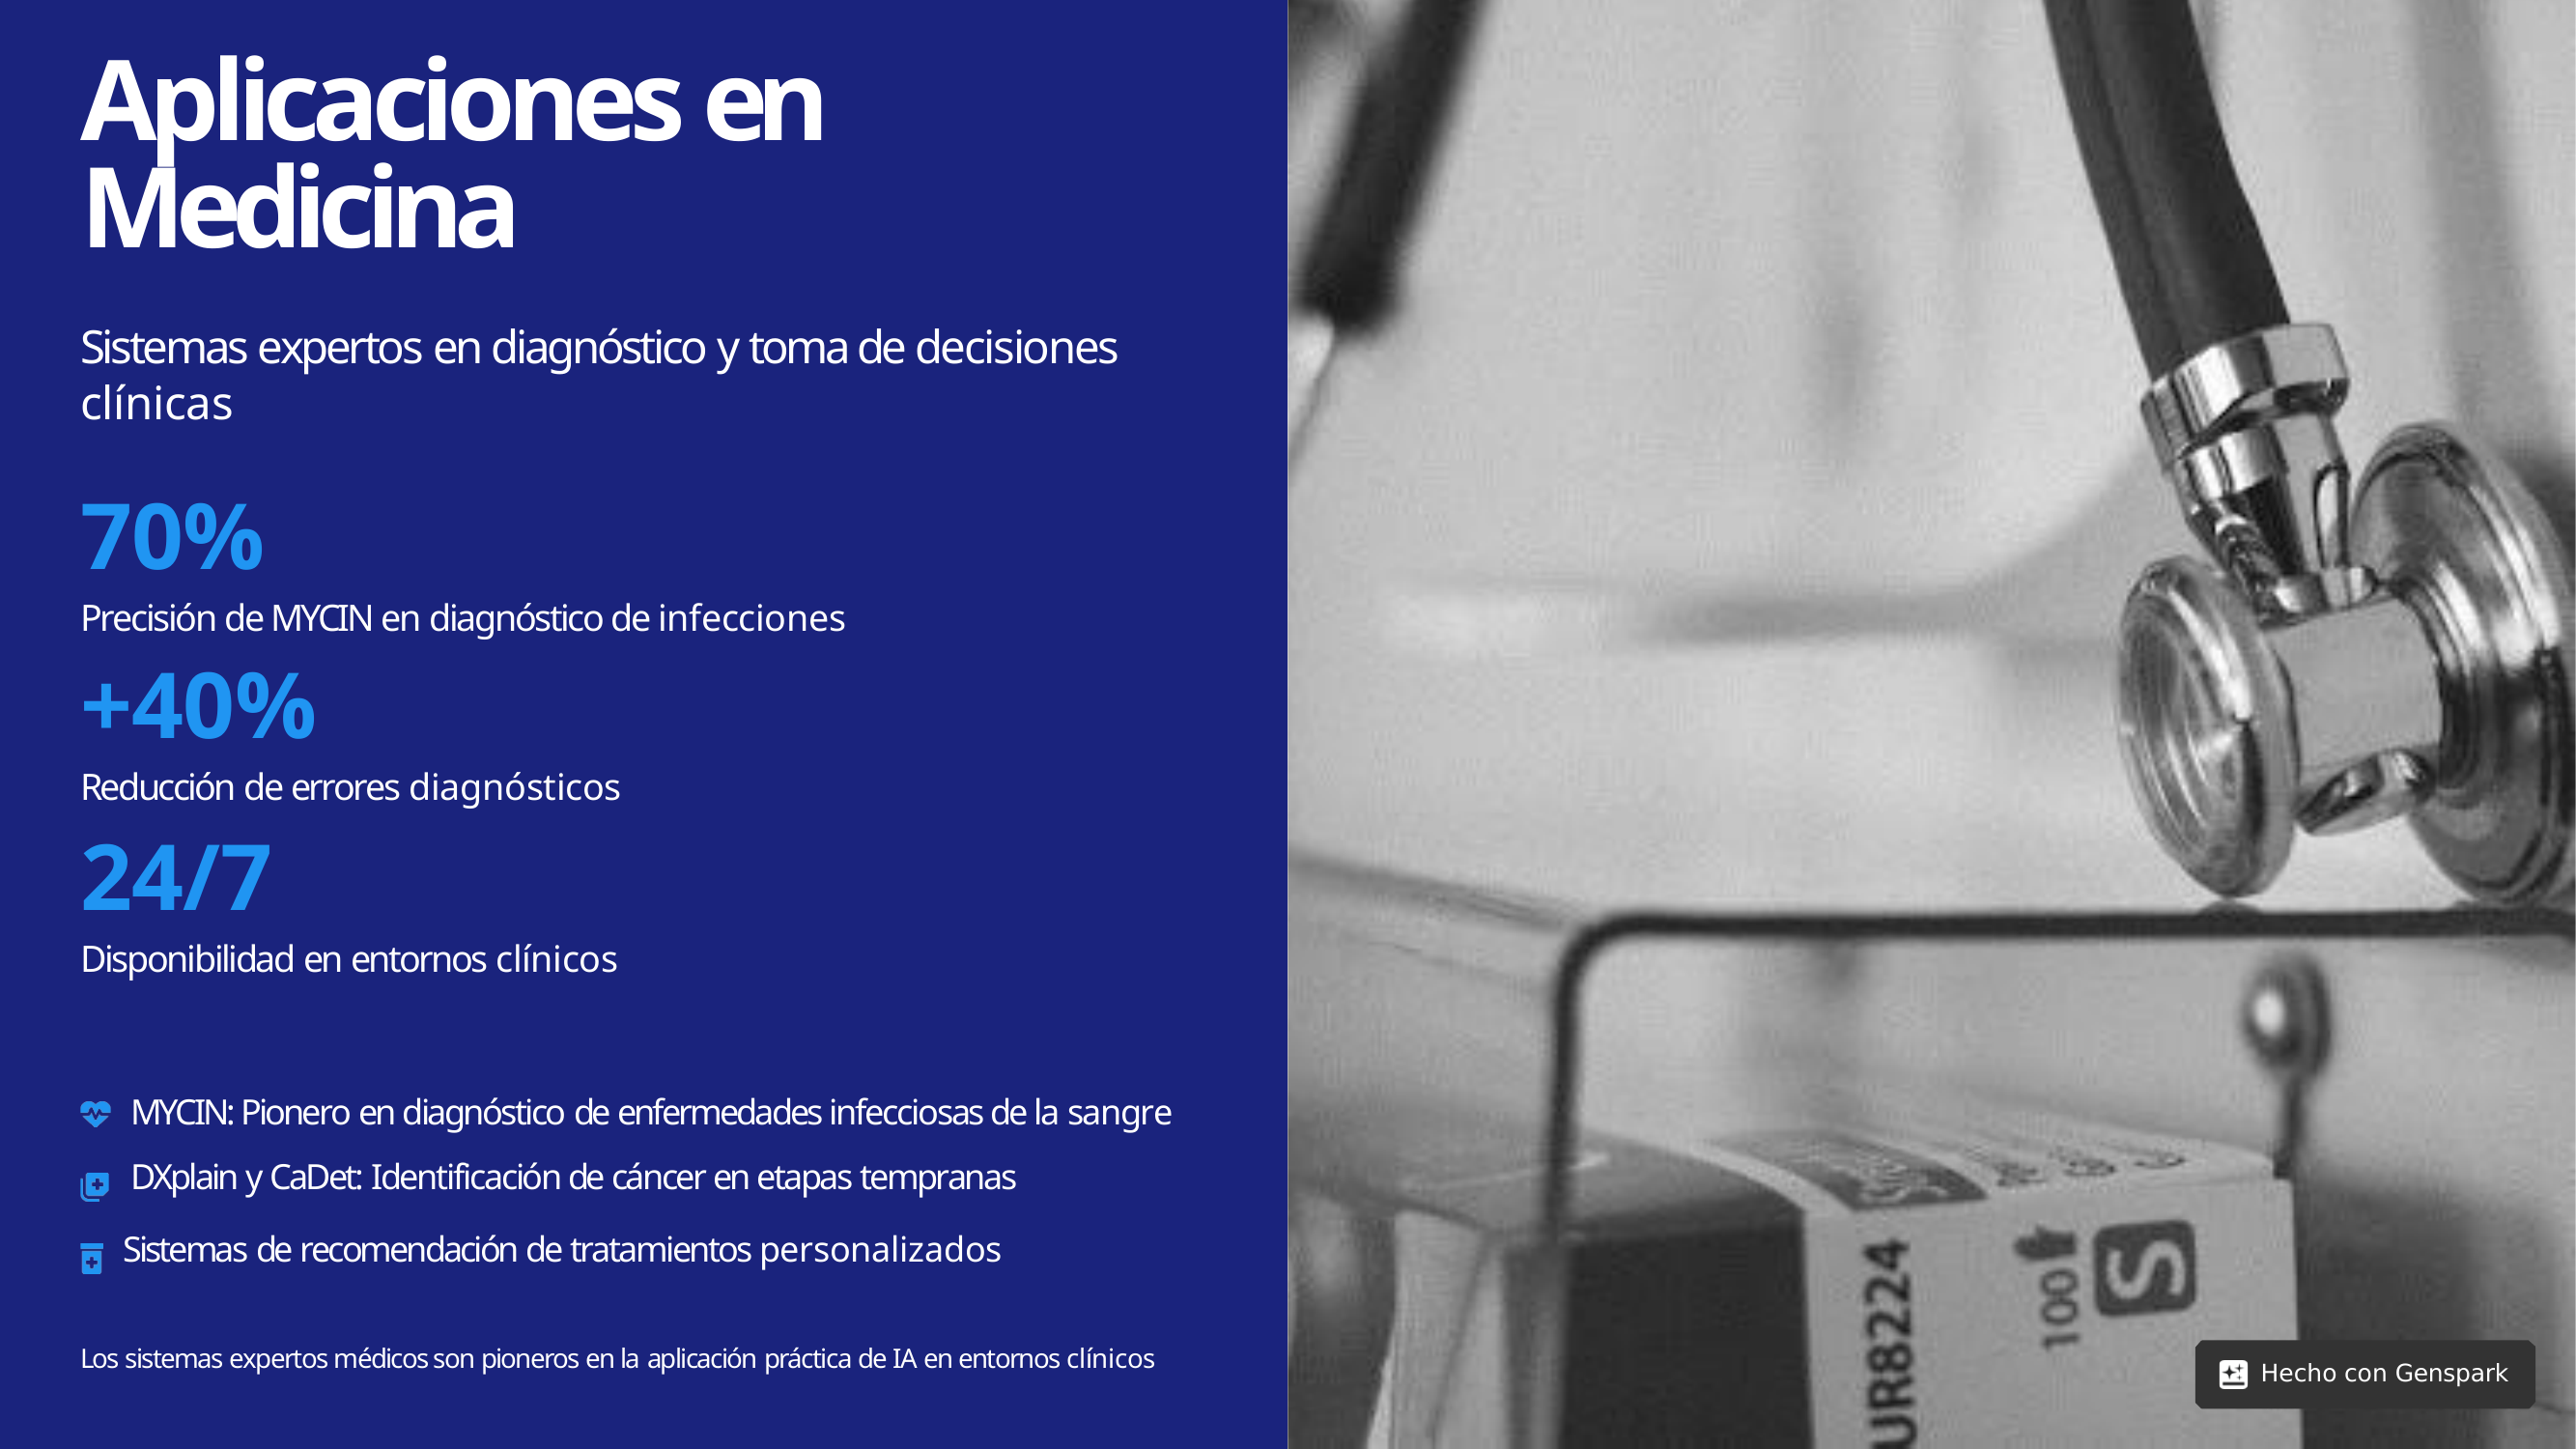 Aplicaciones en
Medicina
Sistemas expertos en diagnóstico y toma de decisiones
clínicas
70%
Precisión de MYCIN en diagnóstico de infecciones
+40%
Reducción de errores diagnósticos
24/7
Disponibilidad en entornos clínicos
MYCIN: Pionero en diagnóstico de enfermedades infecciosas de la sangre
DXplain y CaDet: Identificación de cáncer en etapas tempranas
Sistemas de recomendación de tratamientos personalizados
Los sistemas expertos médicos son pioneros en la aplicación práctica de IA en entornos clínicos
UR8224
100
S
Hecho con Genspark